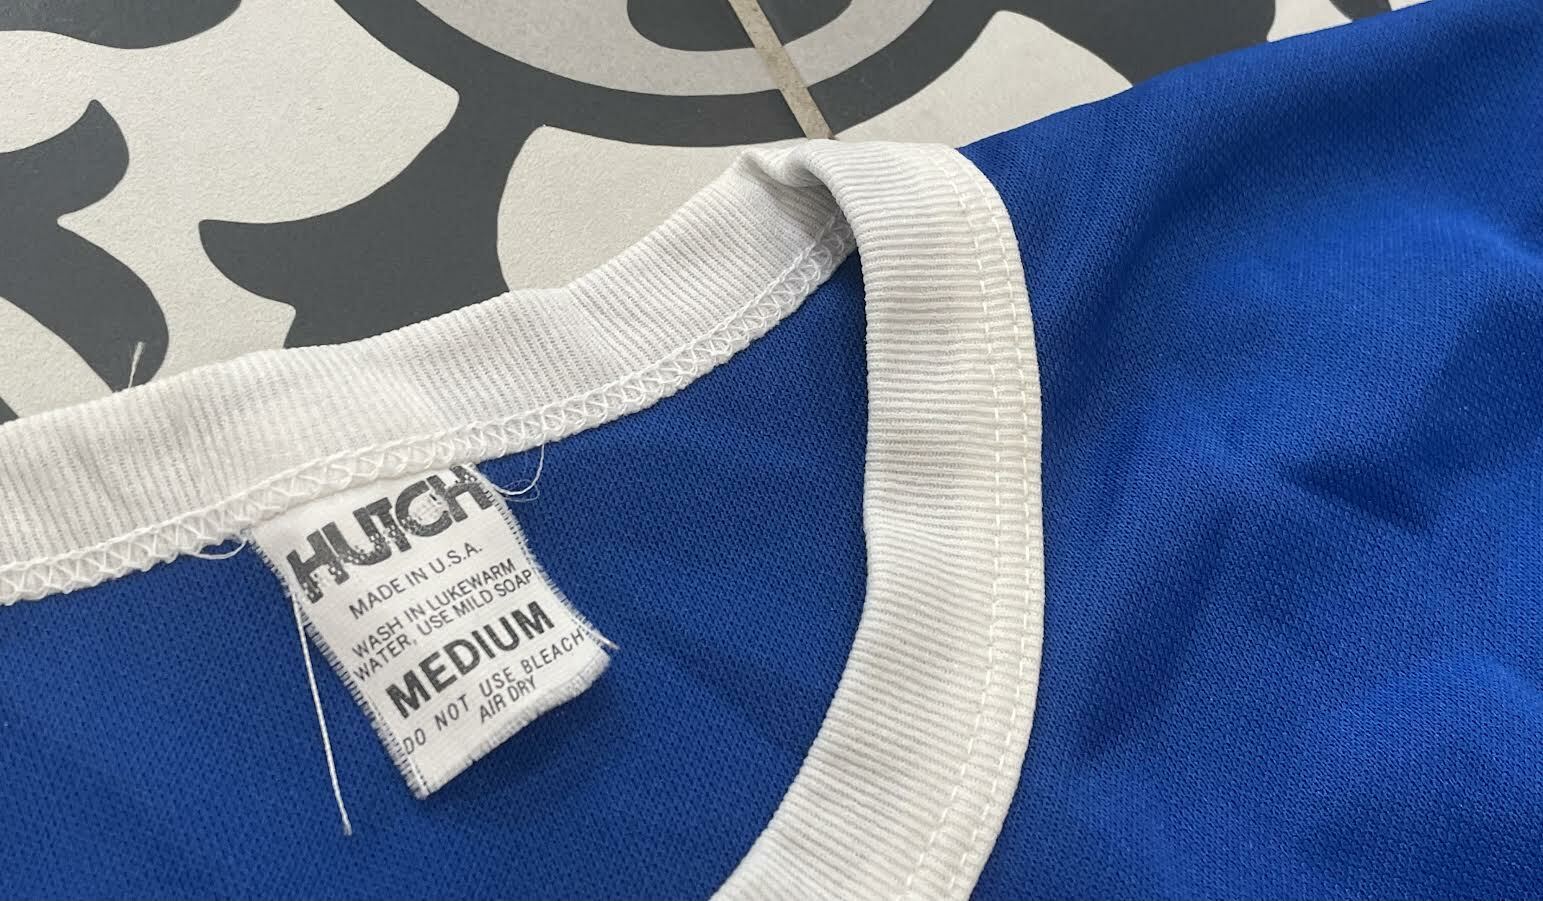 HUTCH
MADE IN U.S.A.
WASH IN LUKEWARM
WATER, USE MILD SOAP
MEDIUM
DO NOT USE BLEACH
AIR DRY